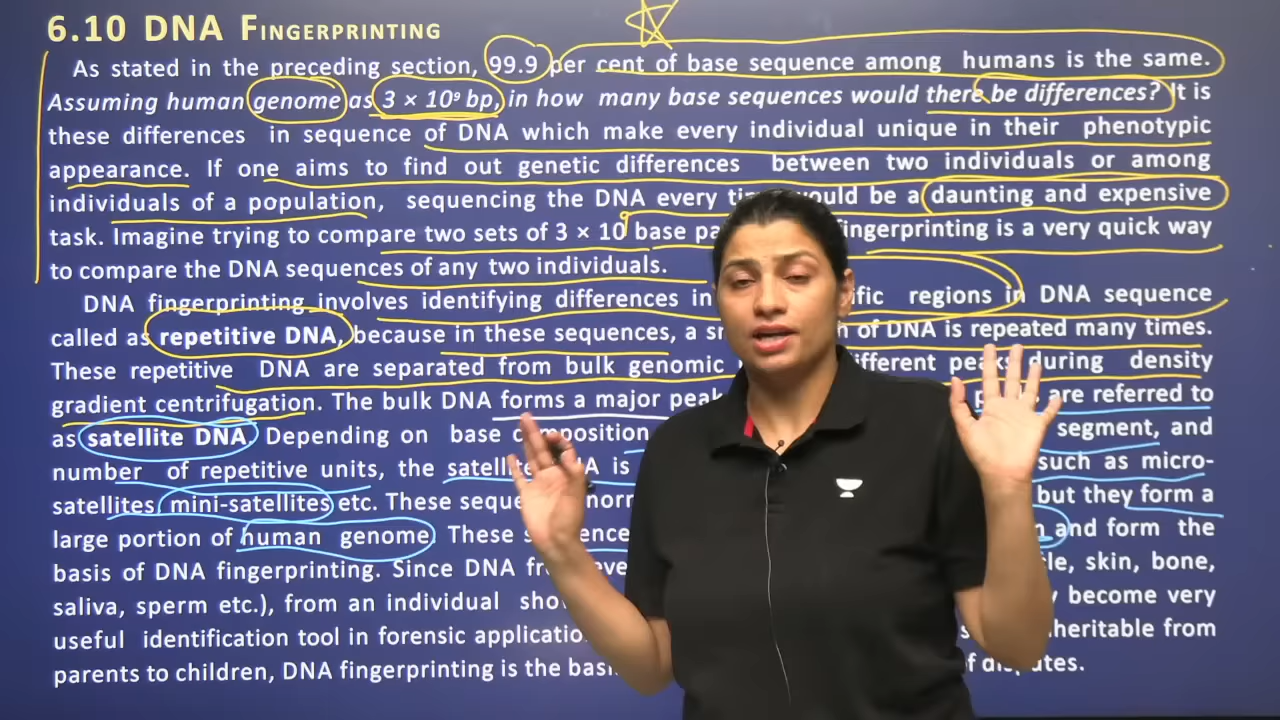 6.10 DNA FINGERPRINTING
As stated in the preceding section, 99.9 per cent of base sequence among humans is the same.
Assuming human genome as 3 × 10⁹ bp, in how many base sequences would there be differences? It is
these differences in sequence of DNA which make every individual unique in their phenotypic
appearance. If one aims to find out genetic differences between two individuals or among
individuals of a population, sequencing the DNA every would be a daunting and expensive
task. Imagine trying to compare two sets of 3 × 10⁹ base fingerprinting is a very quick way
to compare the DNA sequences of any two individuals.
DNA fingerprinting involves identifying differences in regions in DNA sequence
called as repetitive DNA, because in these sequences, a of DNA is repeated many times.
These repetitive DNA are separated from bulk genomic different peaks during density
gradient centrifugation. The bulk DNA forms a major peak are referred to
as satellite DNA. Depending on base composition segment, and
number of repetitive units, the satellite DNA is such as micro-
satellites mini-satellites etc. These but they form a
large portion of human genome. These and form the
basis of DNA fingerprinting. Since DNA skin, bone,
saliva, sperm etc.), from an individual become very
useful identification tool in forensic inheritable from
parents to children, DNA fingerprinting is the of disputes.